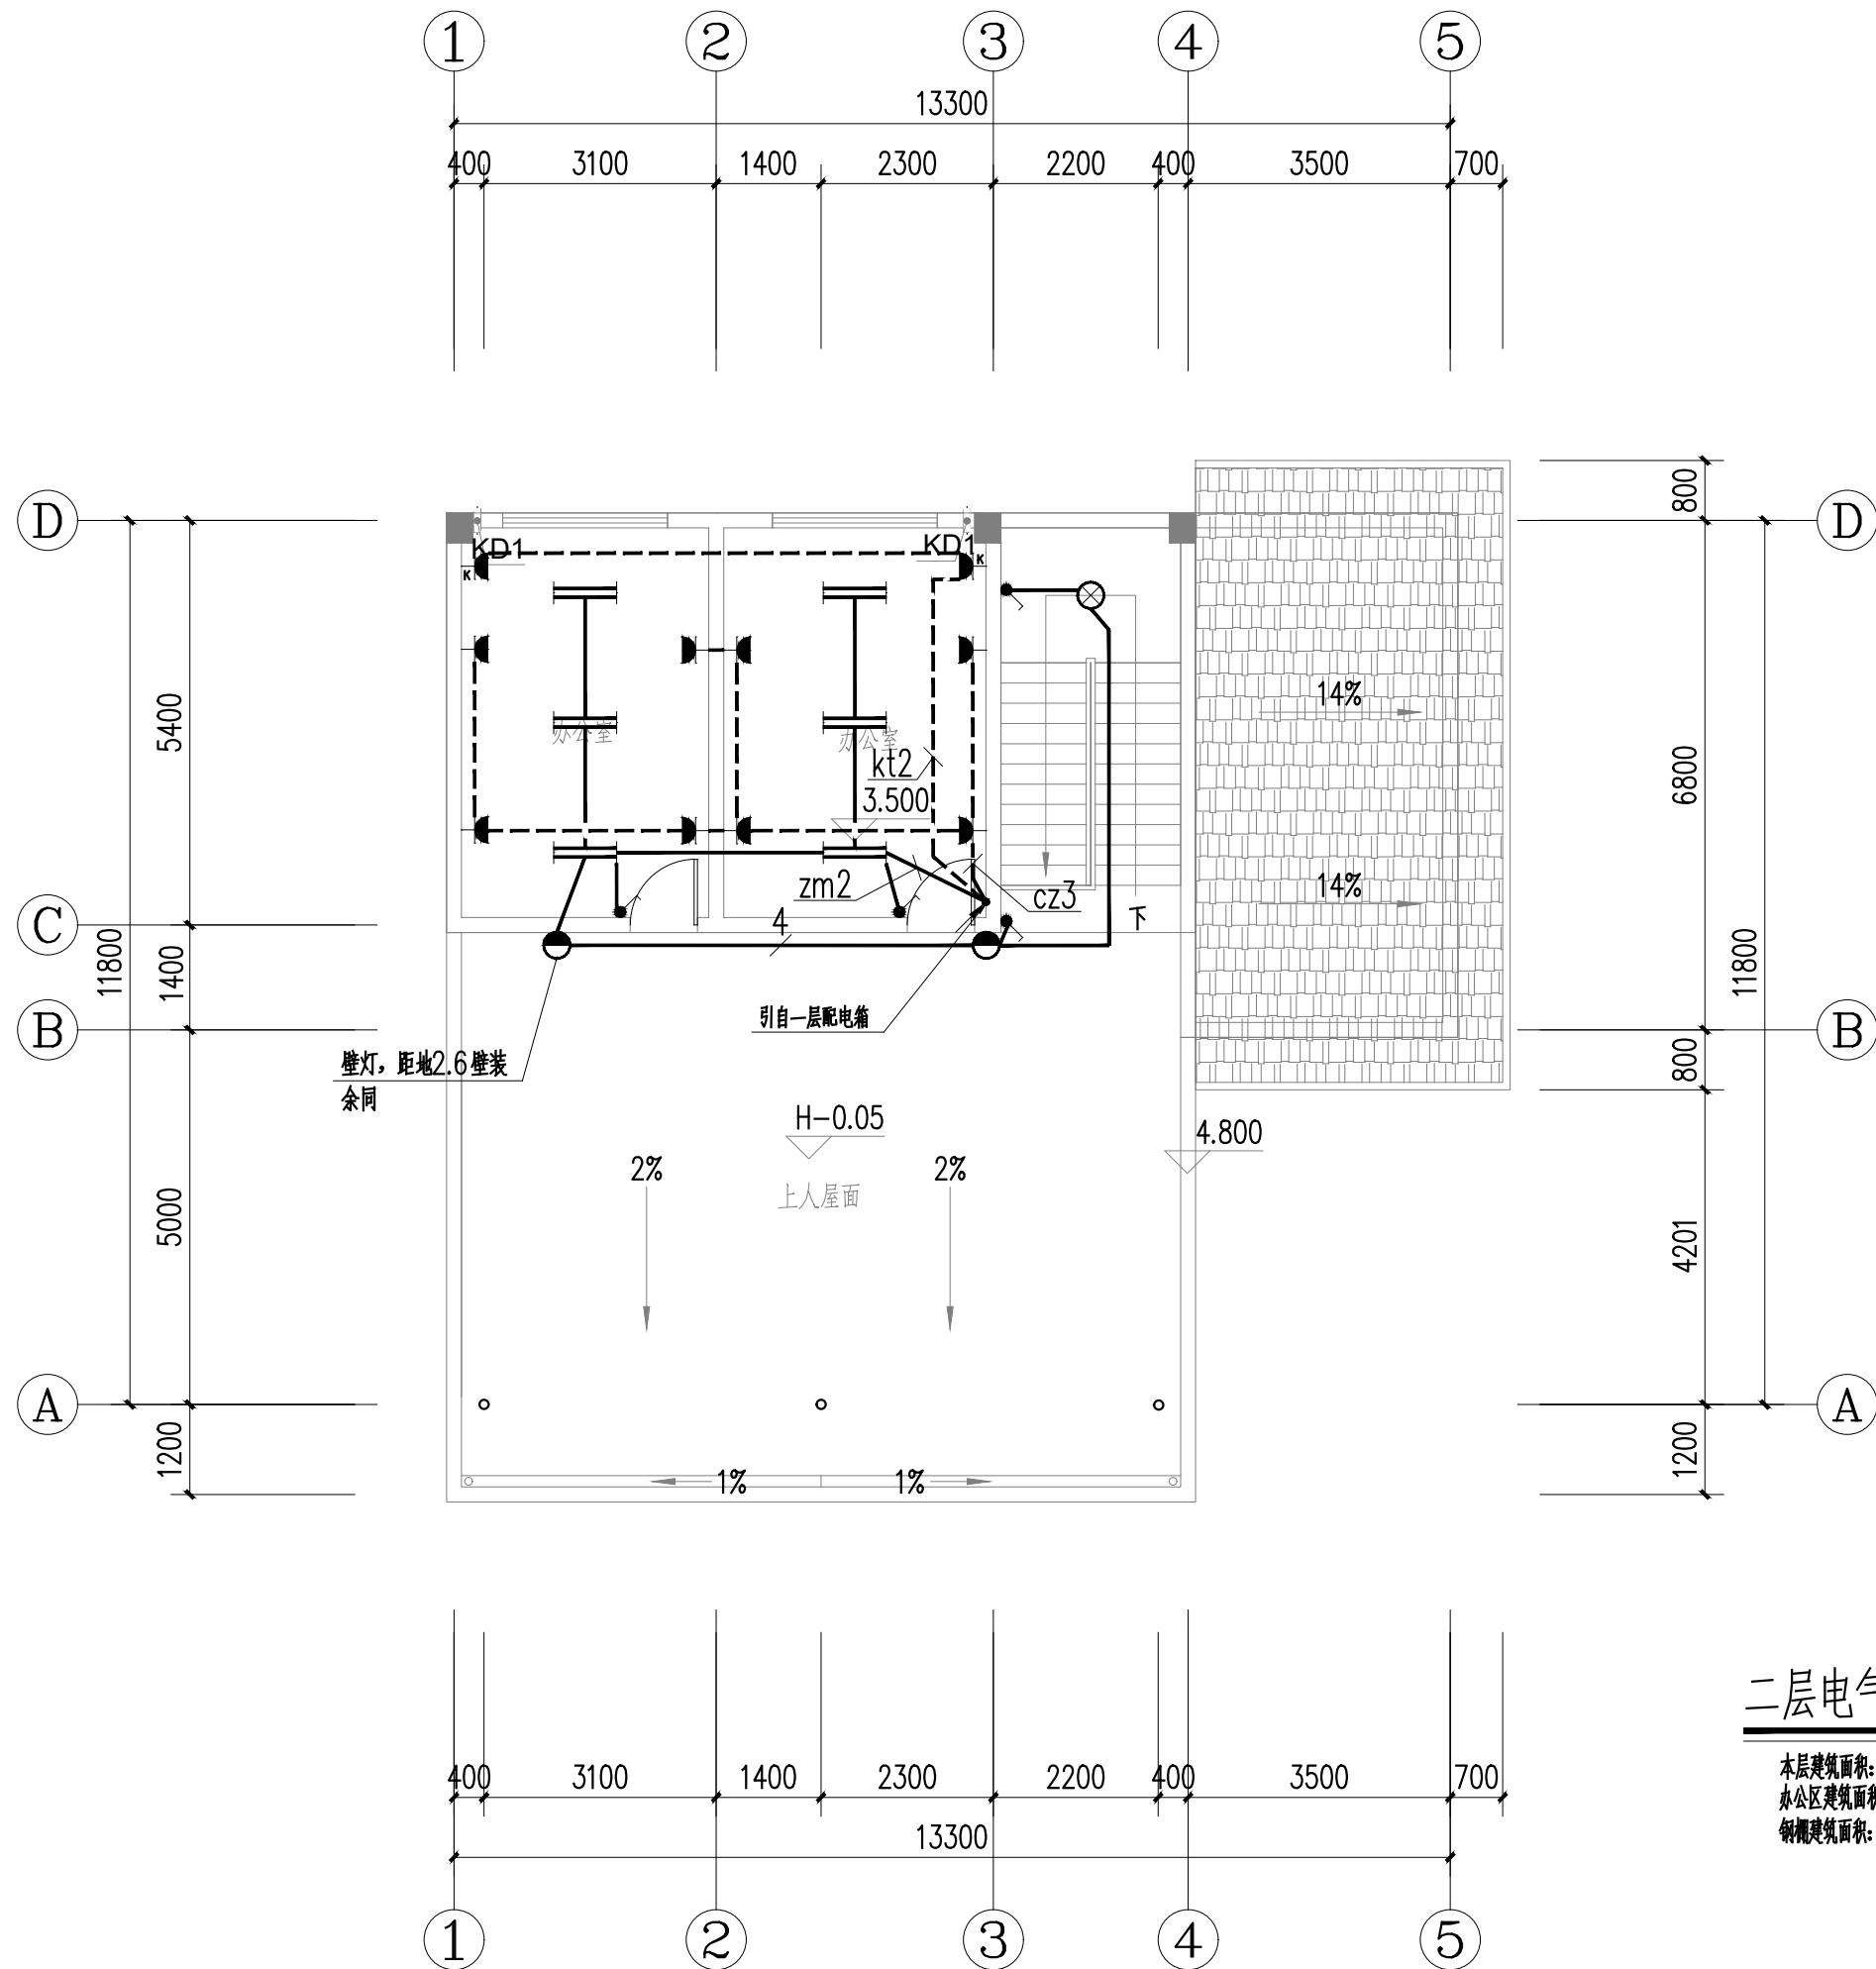 1 2 3 4 5
13300
400 3100 1400 2300 2200 400 3500 700
D D
800
KD1 KD1
K K
14%
5400
办公室 办公室
kt2
6800
3.500
14%
zm2 cz3
4 下
C
11800 1400 11800
引自一层配电箱
B B
壁灯，距地2.6壁装
余同
800
H-0.05
4.800
2% 2%
上人屋面
5000
4201
A A
1200 1200
1% 1%
二层电气
本层建筑面积:
办公区建筑面积
钢棚建筑面积:
400 3100 1400 2300 2200 400 3500 700
13300
1 2 3 4 5